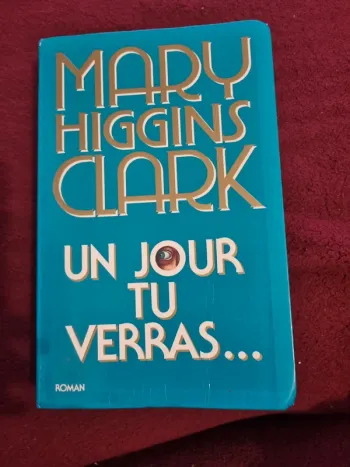 MARY
HIGGINS
CLARK
UN JOUR
TU
VERRAS...
ROMAN